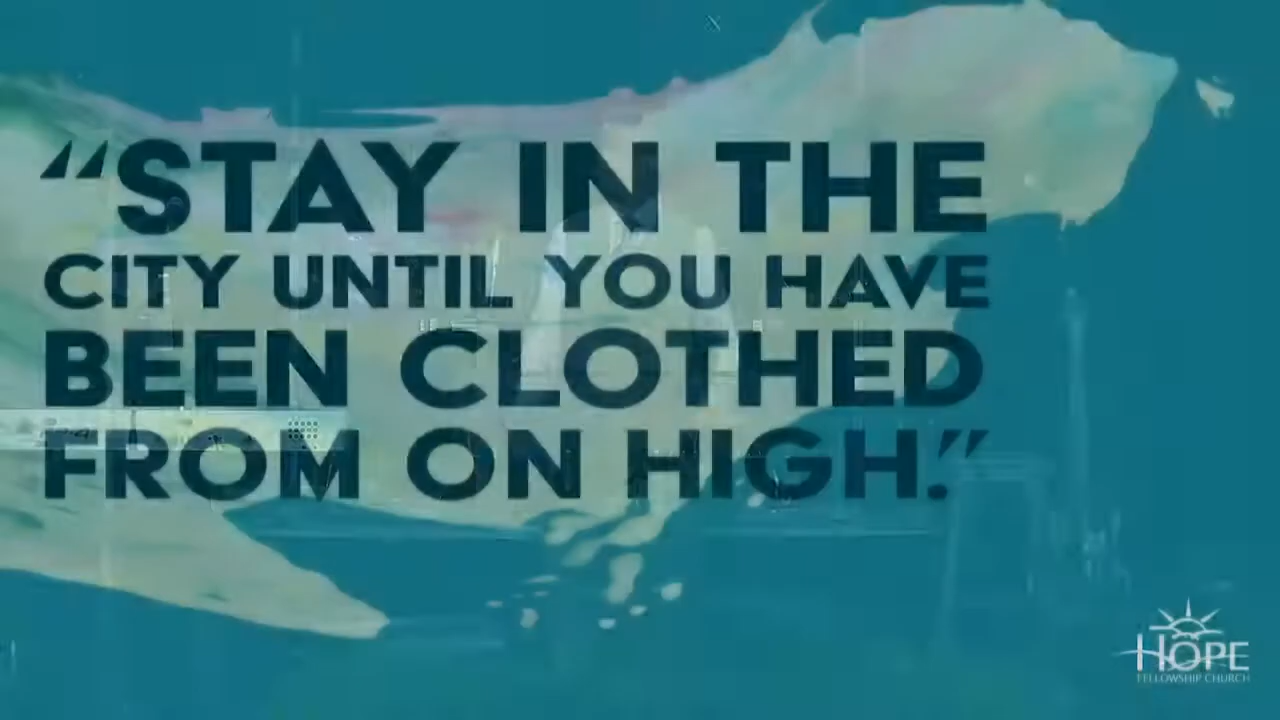 “STAY IN THE
CITY UNTIL YOU HAVE
BEEN CLOTHED
FROM ON HIGH.”
HOPE
FELLOWSHIP CHURCH